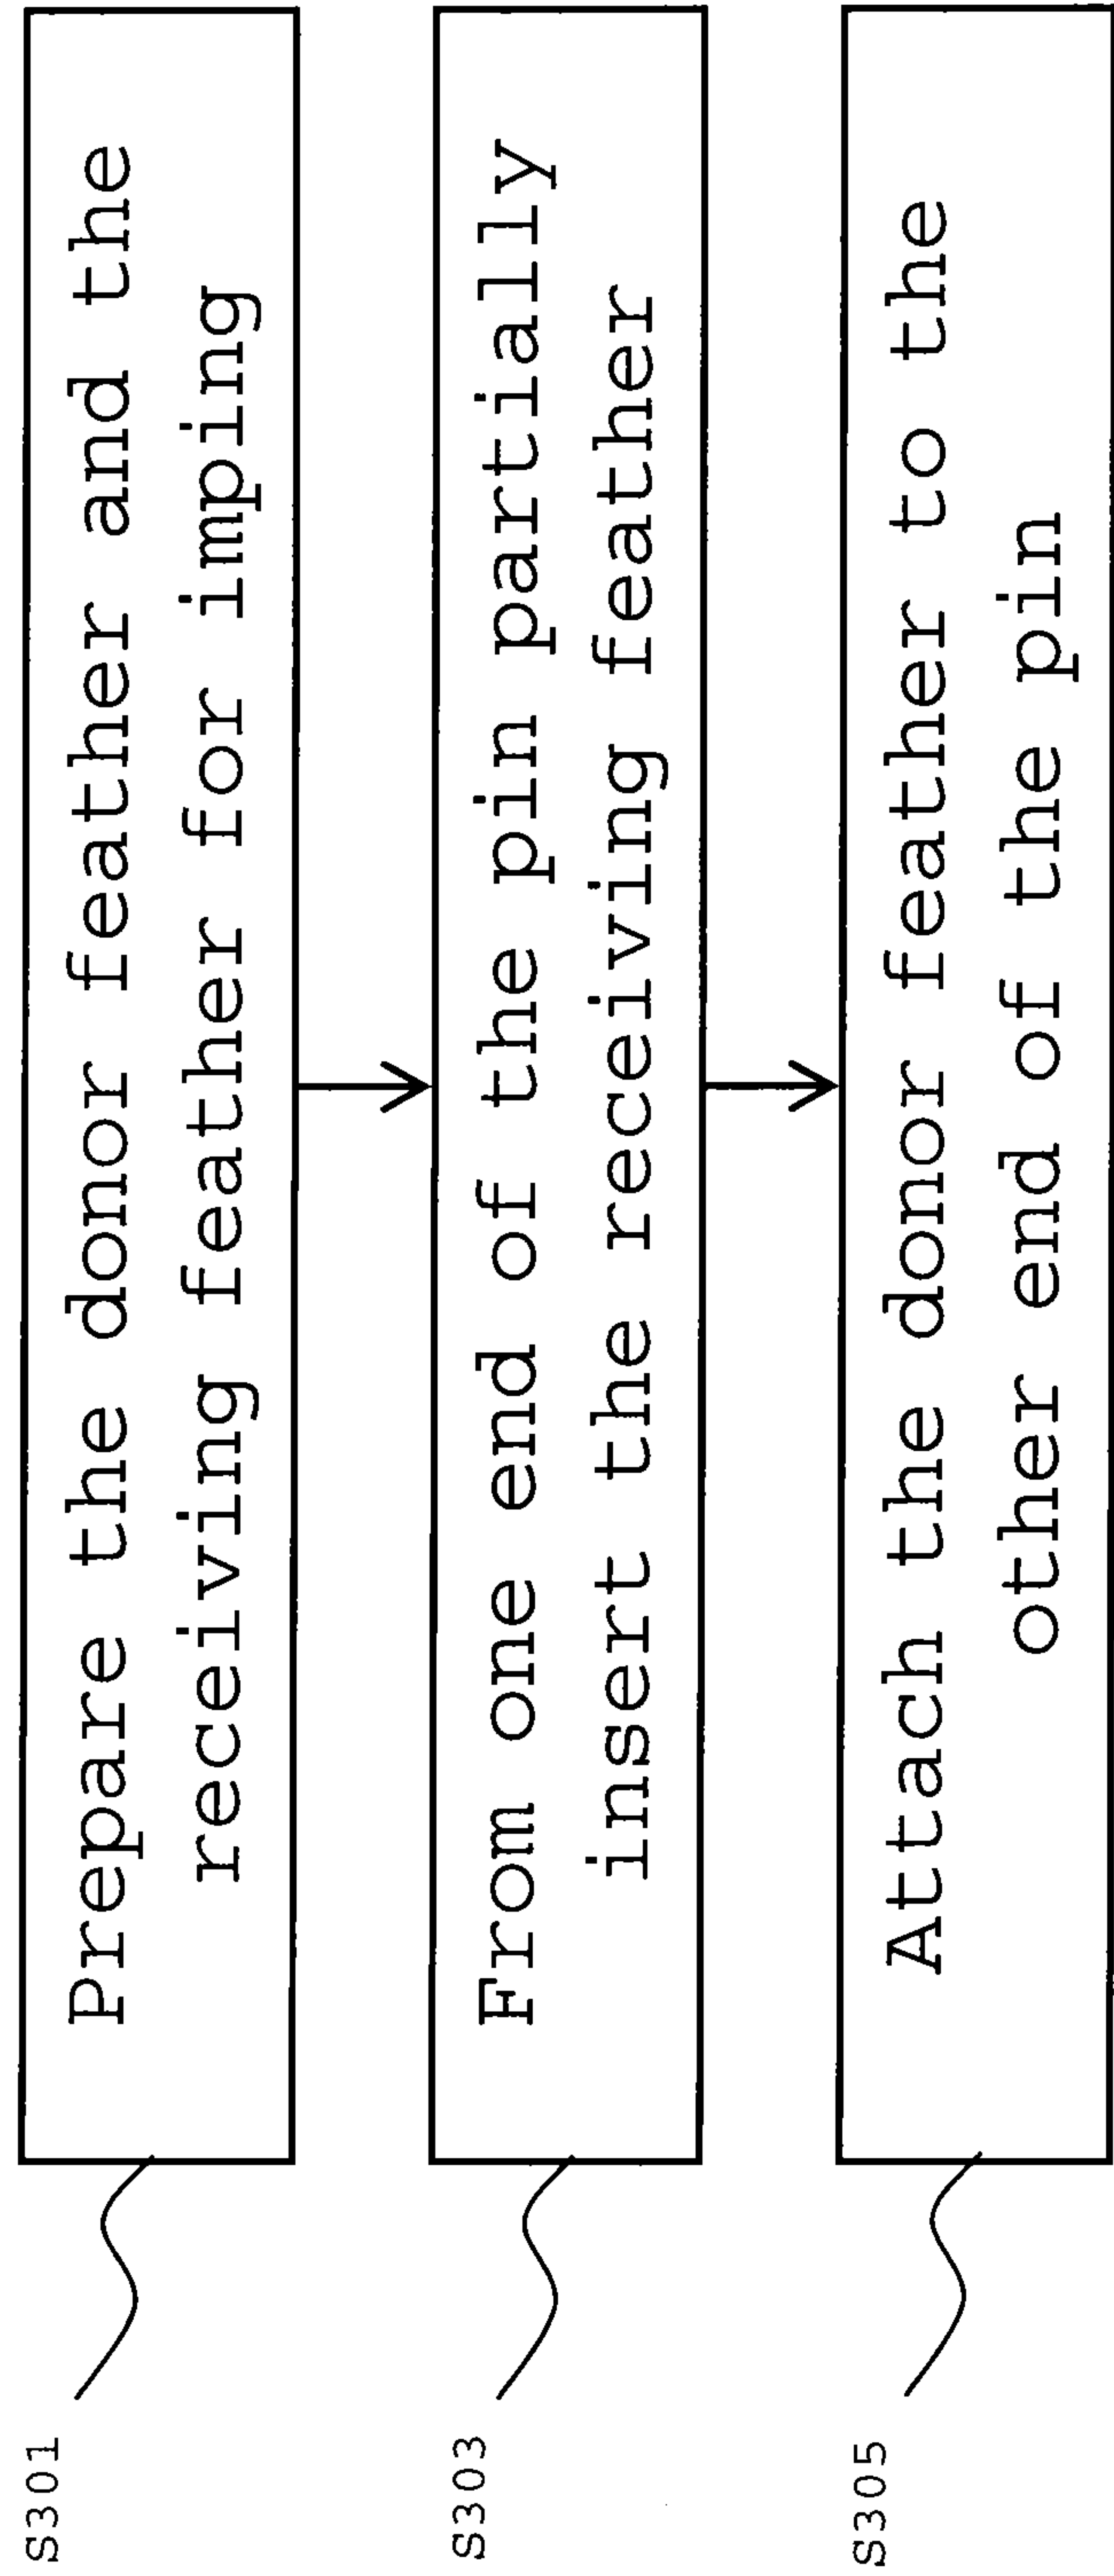 S301
Prepare the donor feather and the
receiving feather for imping
S303
From one end of the pin partially
insert the receiving feather
S305
Attach the donor feather to the
other end of the pin